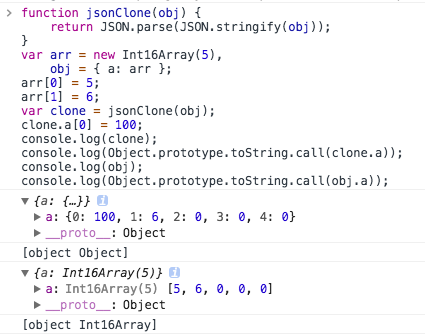 > function jsonClone(obj) {
    return JSON.parse(JSON.stringify(obj));
}
var arr = new Int16Array(5),
    obj = { a: arr };
arr[0] = 5;
arr[1] = 6;
var clone = jsonClone(obj);
clone.a[0] = 100;
console.log(clone);
console.log(Object.prototype.toString.call(clone.a));
console.log(obj);
console.log(Object.prototype.toString.call(obj.a));
▼{a: {…}} i
▶ a: {0: 100, 1: 6, 2: 0, 3: 0, 4: 0}
▶ __proto__: Object
[object Object]
▼{a: Int16Array(5)} i
▶ a: Int16Array(5) [5, 6, 0, 0, 0]
▶ __proto__: Object
[object Int16Array]